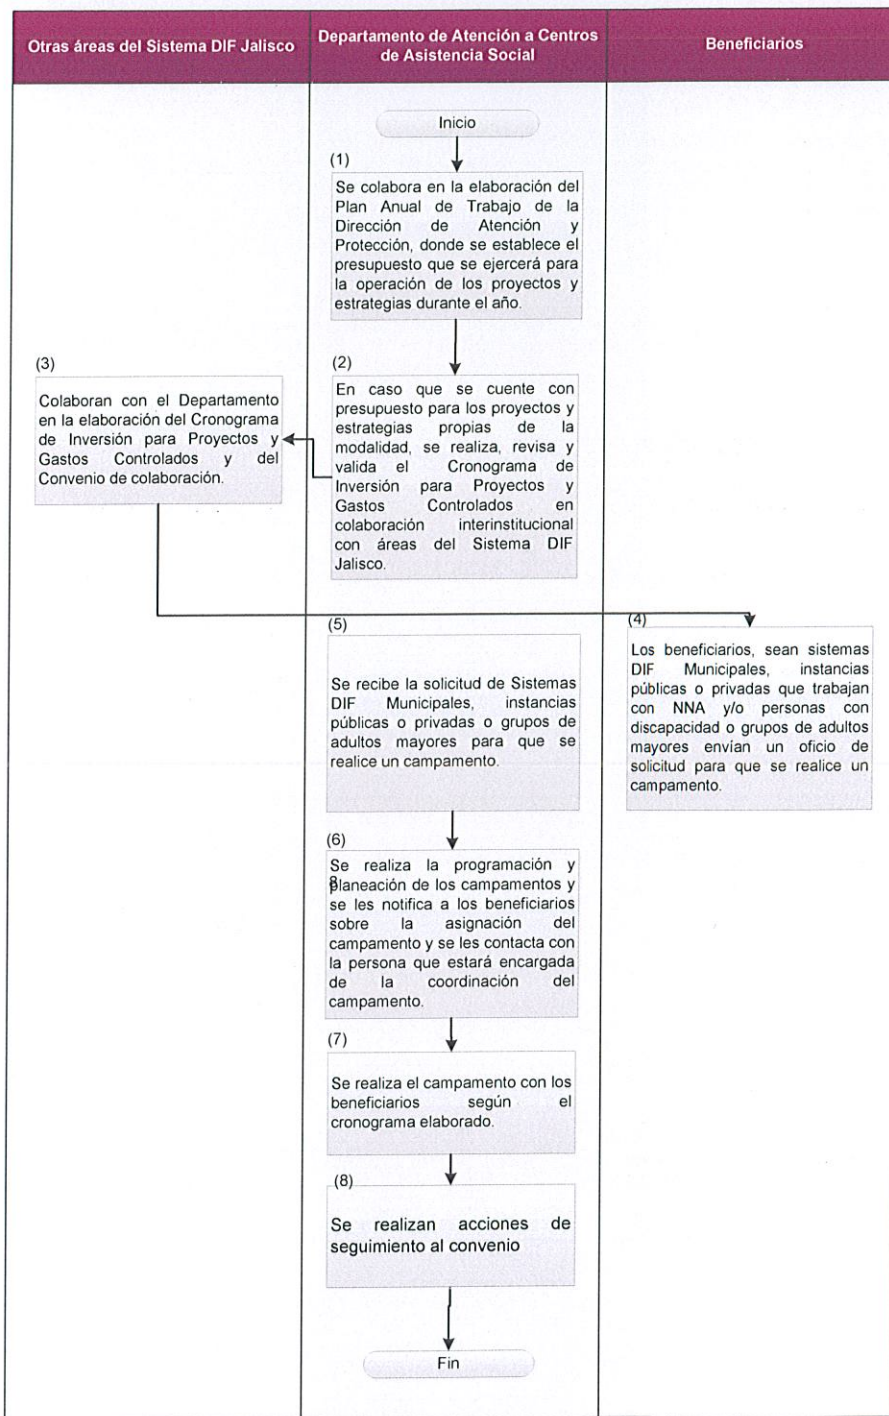 Otras áreas del Sistema DIF Jalisco
Departamento de Atención a Centros
de Asistencia Social
Beneficiarios
Inicio
(1)
Se colabora en la elaboración del
Plan Anual de Trabajo de la
Dirección de Atención y
Protección, donde se establece el
presupuesto que se ejercerá para
la operación de los proyectos y
estrategias durante el año.
(2)
En caso que se cuente con
presupuesto para los proyectos y
estrategias propias de la
modalidad, se realiza, revisa y
valida el Cronograma de
Inversión para Proyectos y
Gastos Controlados en
colaboración interinstitucional
con áreas del Sistema DIF
Jalisco.
(3)
Colaboran con el Departamento
en la elaboración del Cronograma
de Inversión para Proyectos y
Gastos Controlados y del
Convenio de colaboración.
(4)
Los beneficiarios, sean sistemas
DIF Municipales, instancias
públicas o privadas que trabajan
con NNA y/o personas con
discapacidad o grupos de adultos
mayores envían un oficio de
solicitud para que se realice un
campamento.
(5)
Se recibe la solicitud de Sistemas
DIF Municipales, instancias
públicas o privadas o grupos de
adultos mayores para que se
realice un campamento.
(6)
Se realiza la programación y
planeación de los campamentos y
8
se les notifica a los beneficiarios
sobre la asignación del
campamento y se les contacta con
la persona que estará encargada
de la coordinación del
campamento.
(7)
Se realiza el campamento con los
beneficiarios según el
cronograma elaborado.
(8)
Se realizan acciones de
seguimiento al convenio
Fin